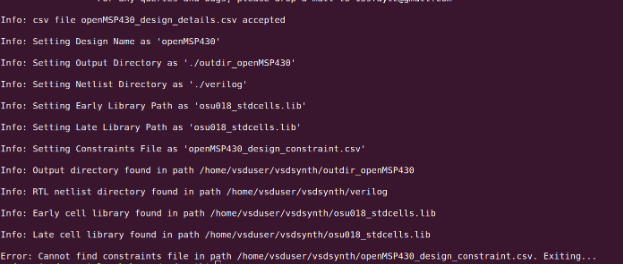 For any queries and bugs, please drop a mail to
Info: csv file openMSP430_design_details.csv accepted
Info: Setting Design Name as 'openMSP430'
Info: Setting Output Directory as './outdir_openMSP430'
Info: Setting Netlist Directory as './verilog'
Info: Setting Early Library Path as 'osu018_stdcells.lib'
Info: Setting Late Library Path as 'osu018_stdcells.lib'
Info: Setting Constraints File as 'openMSP430_design_constraint.csv'
Info: Output directory found in path /home/vsduser/vsdsynth/outdir_openMSP430
Info: RTL netlist directory found in path /home/vsduser/vsdsynth/verilog
Info: Early cell library found in path /home/vsduser/vsdsynth/osu018_stdcells.lib
Info: Late cell library found in path /home/vsduser/vsdsynth/osu018_stdcells.lib
Error: Cannot find constraints file in path /home/vsduser/vsdsynth/openMSP430_design_constraint.csv. Exiting...